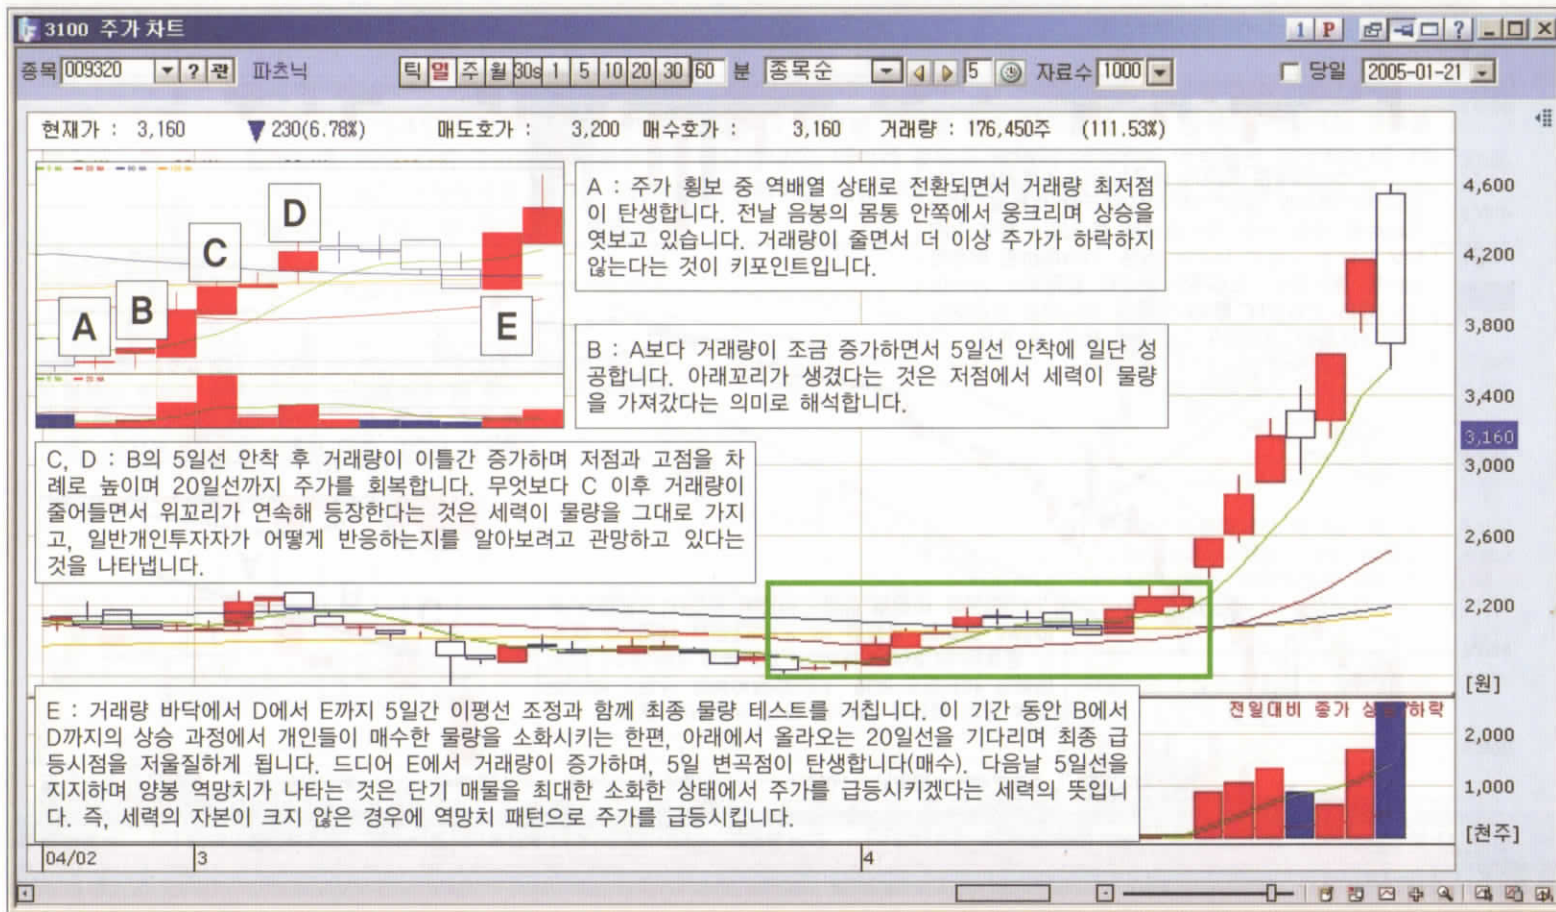 3100 주가차트
1 P ?
종목 009320 ? 관 파츠닉 틱 일 주 월 30s 1 5 10 20 30 60 분 종목순 5 자료수 1000 당일 2005-01-21
현재가 : 3,160 ▼ 230(6.78%) 매도호가 : 3,200 매수호가 : 3,160 거래량 : 176,450주 (111.53%)
A
B
C
D
E
A : 주가 횡보 중 역배열 상태로 전환되면서 거래량 최저점
이 탄생합니다. 전날 음봉의 몸통 안쪽에서 웅크리며 상승을
엿보고 있습니다. 거래량이 줄면서 더 이상 주가가 하락하지
않는다는 것이 키포인트입니다.
B : A보다 거래량이 조금 증가하면서 5일선 안착에 일단 성
공합니다. 아래꼬리가 생겼다는 것은 저점에서 세력이 물량
을 가져갔다는 의미로 해석합니다.
C, D : B의 5일선 안착 후 거래량이 이틀간 증가하며 저점과 고점을 차
례로 높이며 20일선까지 주가를 회복합니다. 무엇보다 C 이후 거래량이
줄어들면서 위꼬리가 연속해 등장한다는 것은 세력이 물량을 그대로 가지
고, 일반개인투자자가 어떻게 반응하는지를 알아보려고 관망하고 있다는
것을 나타냅니다.
E : 거래량 바닥에서 D에서 E까지 5일간 이평선 조정과 함께 최종 물량 테스트를 거칩니다. 이 기간 동안 B에서
D까지의 상승 과정에서 개인들이 매수한 물량을 소화시키는 한편, 아래에서 올라오는 20일선을 기다리며 최종 급
등시점을 저울질하게 됩니다. 드디어 E에서 거래량이 증가하며, 5일 변곡점이 탄생합니다(매수). 다음날 5일선을
지지하며 양봉 역망치가 나타는 것은 단기 매물을 최대한 소화한 상태에서 주가를 급등시키겠다는 세력의 뜻입니
다. 즉, 세력의 자본이 크지 않은 경우에 역망치 패턴으로 주가를 급등시킵니다.
4,600
4,200
3,800
3,400
3,160
3,000
2,600
2,200
[원]
전일대비 종가 하락
2,000
1,000
[천주]
04/02 3 4